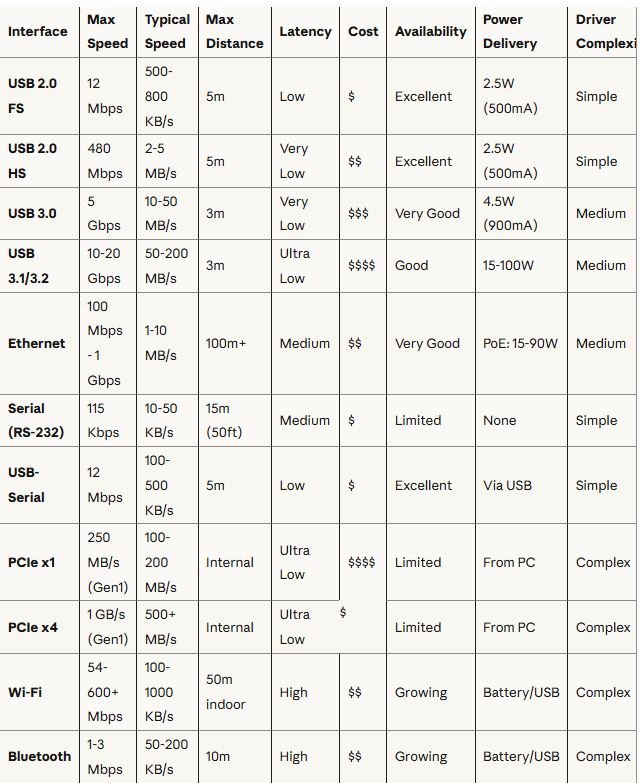 Interface | Max Speed | Typical Speed | Max Distance | Latency | Cost | Availability | Power Delivery | Driver Complexi
USB 2.0 FS | 12 Mbps | 500-800 KB/s | 5m | Low | $ | Excellent | 2.5W (500mA) | Simple
USB 2.0 HS | 480 Mbps | 2-5 MB/s | 5m | Very Low | $$ | Excellent | 2.5W (500mA) | Simple
USB 3.0 | 5 Gbps | 10-50 MB/s | 3m | Very Low | $$$ | Very Good | 4.5W (900mA) | Medium
USB 3.1/3.2 | 10-20 Gbps | 50-200 MB/s | 3m | Ultra Low | $$$$ | Good | 15-100W | Medium
Ethernet | 100 Mbps - 1 Gbps | 1-10 MB/s | 100m+ | Medium | $$ | Very Good | PoE: 15-90W | Medium
Serial (RS-232) | 115 Kbps | 10-50 KB/s | 15m (50ft) | Medium | $ | Limited | None | Simple
USB-Serial | 12 Mbps | 100-500 KB/s | 5m | Low | $ | Excellent | Via USB | Simple
PCIe x1 | 250 MB/s (Gen1) | 100-200 MB/s | Internal | Ultra Low | $$$$ | Limited | From PC | Complex
PCIe x4 | 1 GB/s (Gen1) | 500+ MB/s | Internal | Ultra Low | $ | Limited | From PC | Complex
Wi-Fi | 54-600+ Mbps | 100-1000 KB/s | 50m indoor | High | $$ | Growing | Battery/USB | Complex
Bluetooth | 1-3 Mbps | 50-200 KB/s | 10m | High | $$ | Growing | Battery/USB | Complex